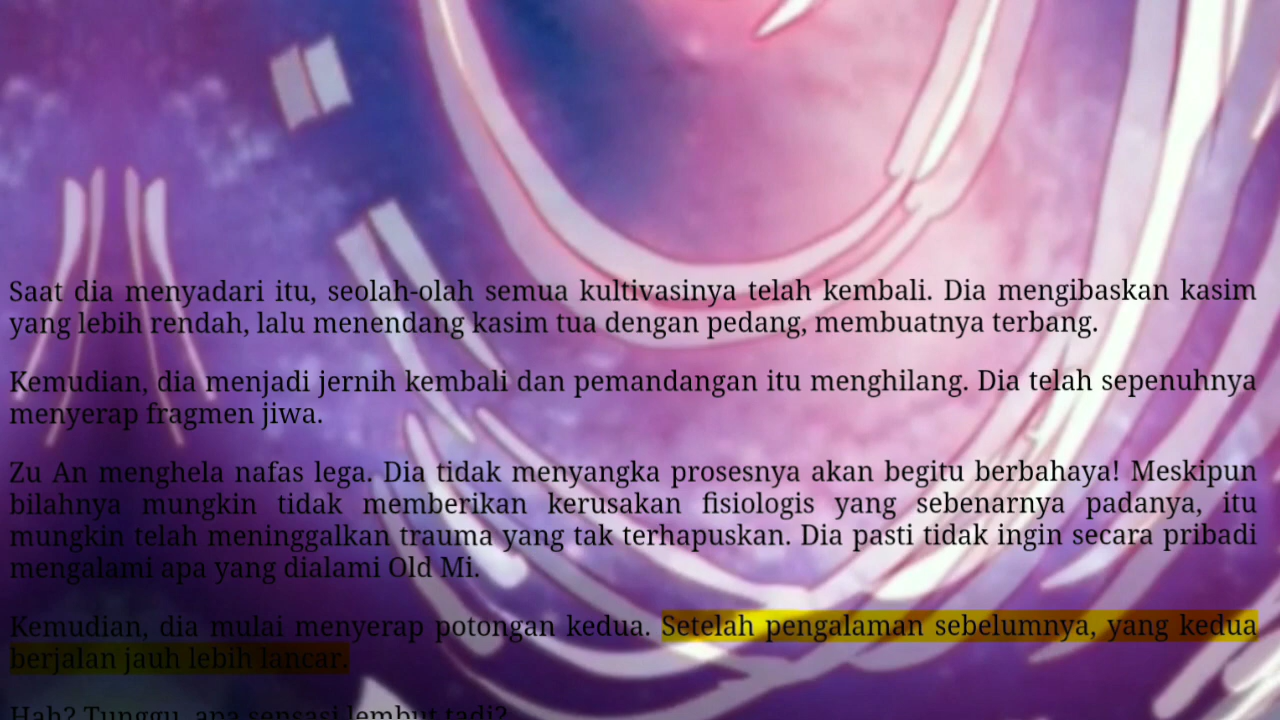 Saat dia menyadari itu, seolah-olah semua kultivasinya telah kembali. Dia mengibaskan kasim
yang lebih rendah, lalu menendang kasim tua dengan pedang, membuatnya terbang.
Kemudian, dia menjadi jernih kembali dan pemandangan itu menghilang. Dia telah sepenuhnya
menyerap fragmen jiwa.
Zu An menghela nafas lega. Dia tidak menyangka prosesnya akan begitu berbahaya! Meskipun
bilahnya mungkin tidak memberikan kerusakan fisiologis yang sebenarnya padanya, itu
mungkin telah meninggalkan trauma yang tak terhapuskan. Dia pasti tidak ingin secara pribadi
mengalami apa yang dialami Old Mi.
Kemudian, dia mulai menyerap potongan kedua. Setelah pengalaman sebelumnya, yang kedua
berjalan jauh lebih lancar.
Hah? Tunggu, apa sensasi lembut tadi?